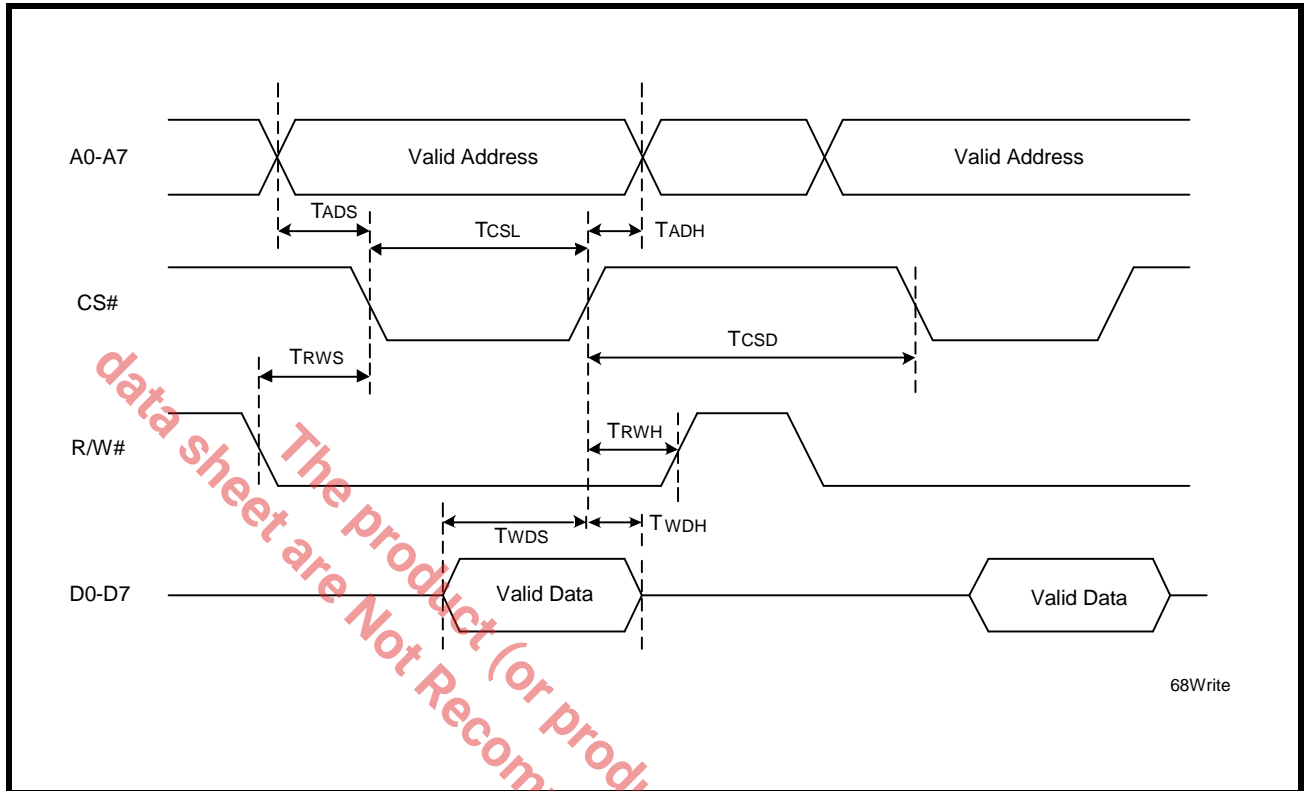 A0-A7
Valid Address
Valid Address
TADS
TCSL
TADH
CS#
TCSD
TRWS
R/W#
TRWH
TWDS
TWDH
D0-D7
Valid Data
Valid Data
68Write
The product (or produ
data sheet are Not Recom